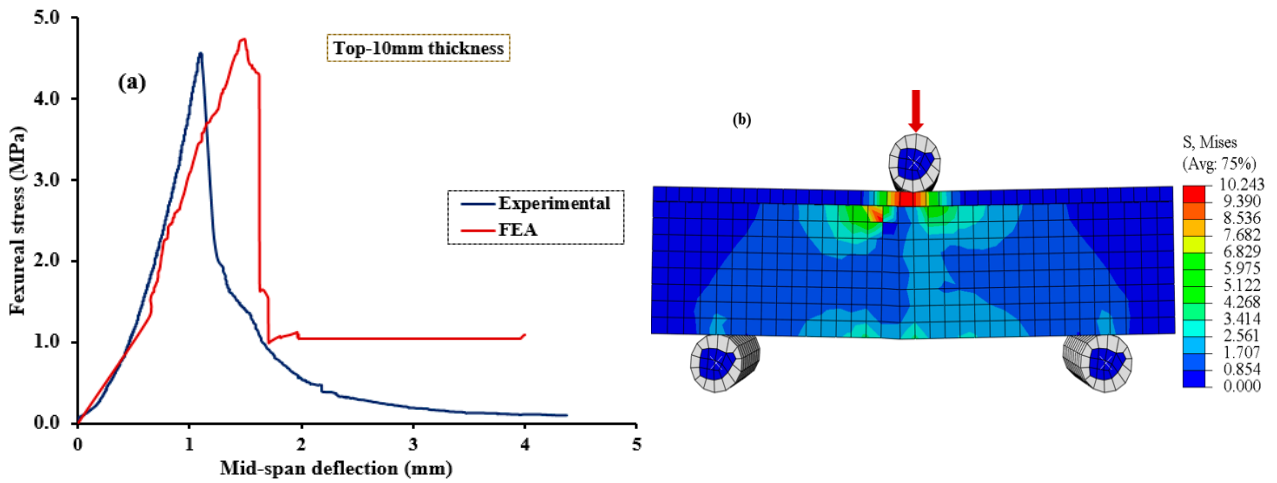 5.0
Top-10mm thickness
(a)
4.0
3.0
2.0
1.0
0.0
Fexureal stress (MPa)
Experimental
FEA
0 1 2 3 4 5
Mid-span deflection (mm)
(b)
S, Mises
(Avg: 75%)
10.243
9.390
8.536
7.682
6.829
5.975
5.122
4.268
3.414
2.561
1.707
0.854
0.000